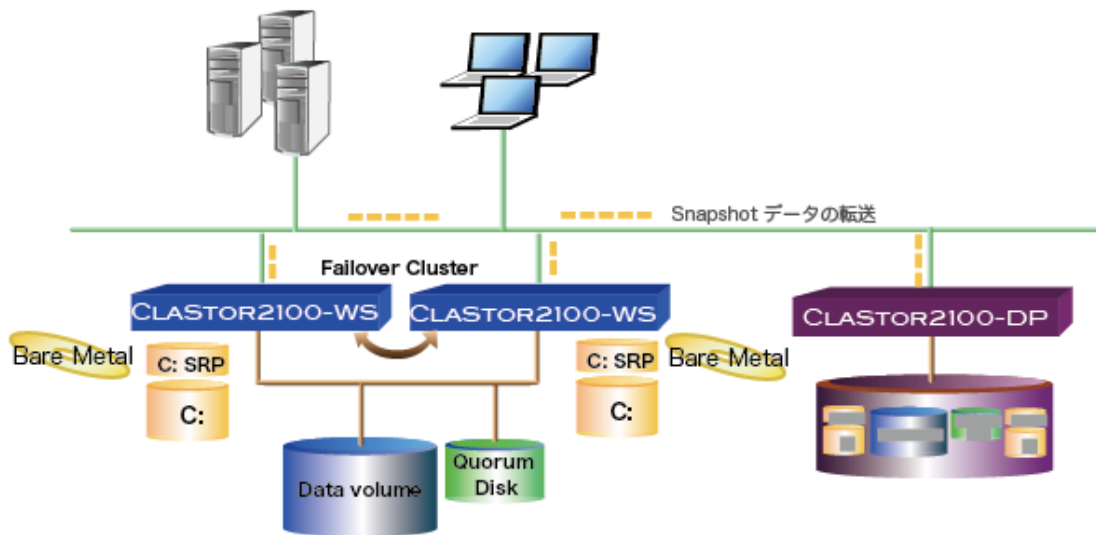 Snapshot データの転送
Failover Cluster
CLASTOR2100-WS
CLASTOR2100-WS
CLASTOR2100-DP
Bare Metal
C: SRP
C:
C: SRP
C:
Bare Metal
Data volume
Quorum
Disk